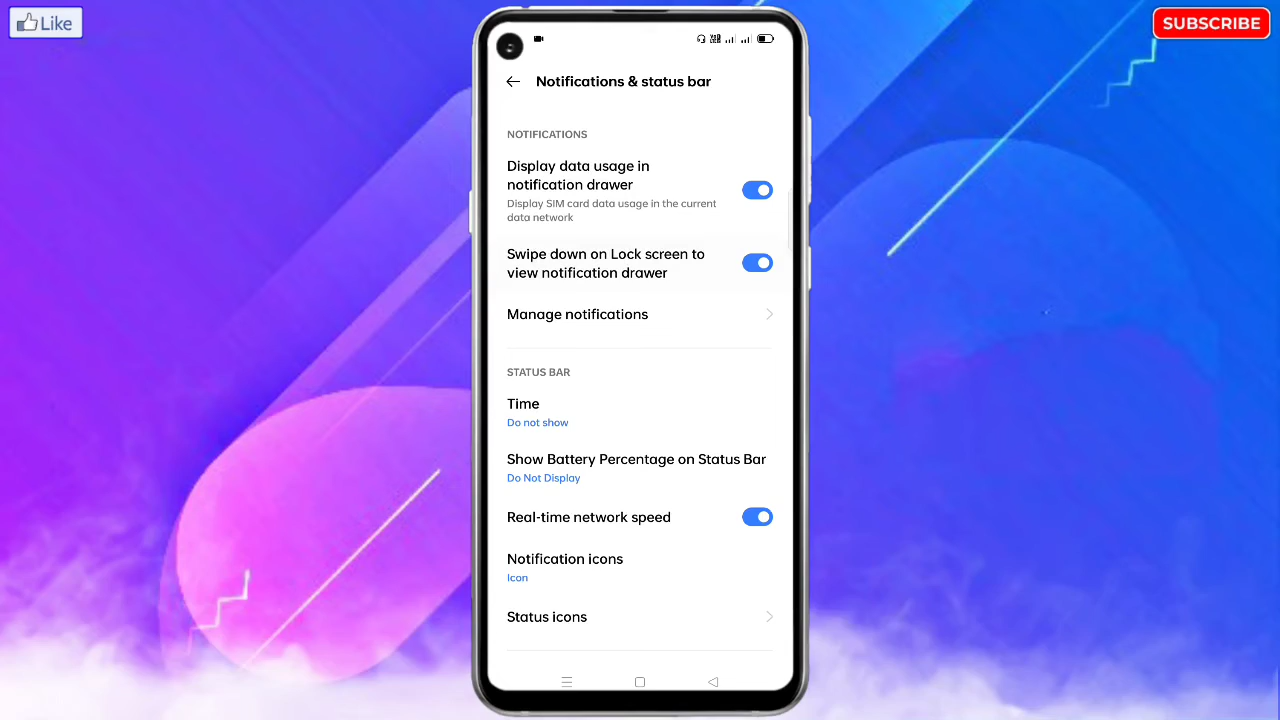 Like
SUBSCRIBE
Notifications & status bar
NOTIFICATIONS
Display data usage in
notification drawer
Display SIM card data usage in the current
data network
Swipe down on Lock screen to
view notification drawer
Manage notifications
STATUS BAR
Time
Do not show
Show Battery Percentage on Status Bar
Do Not Display
Real-time network speed
Notification icons
Icon
Status icons